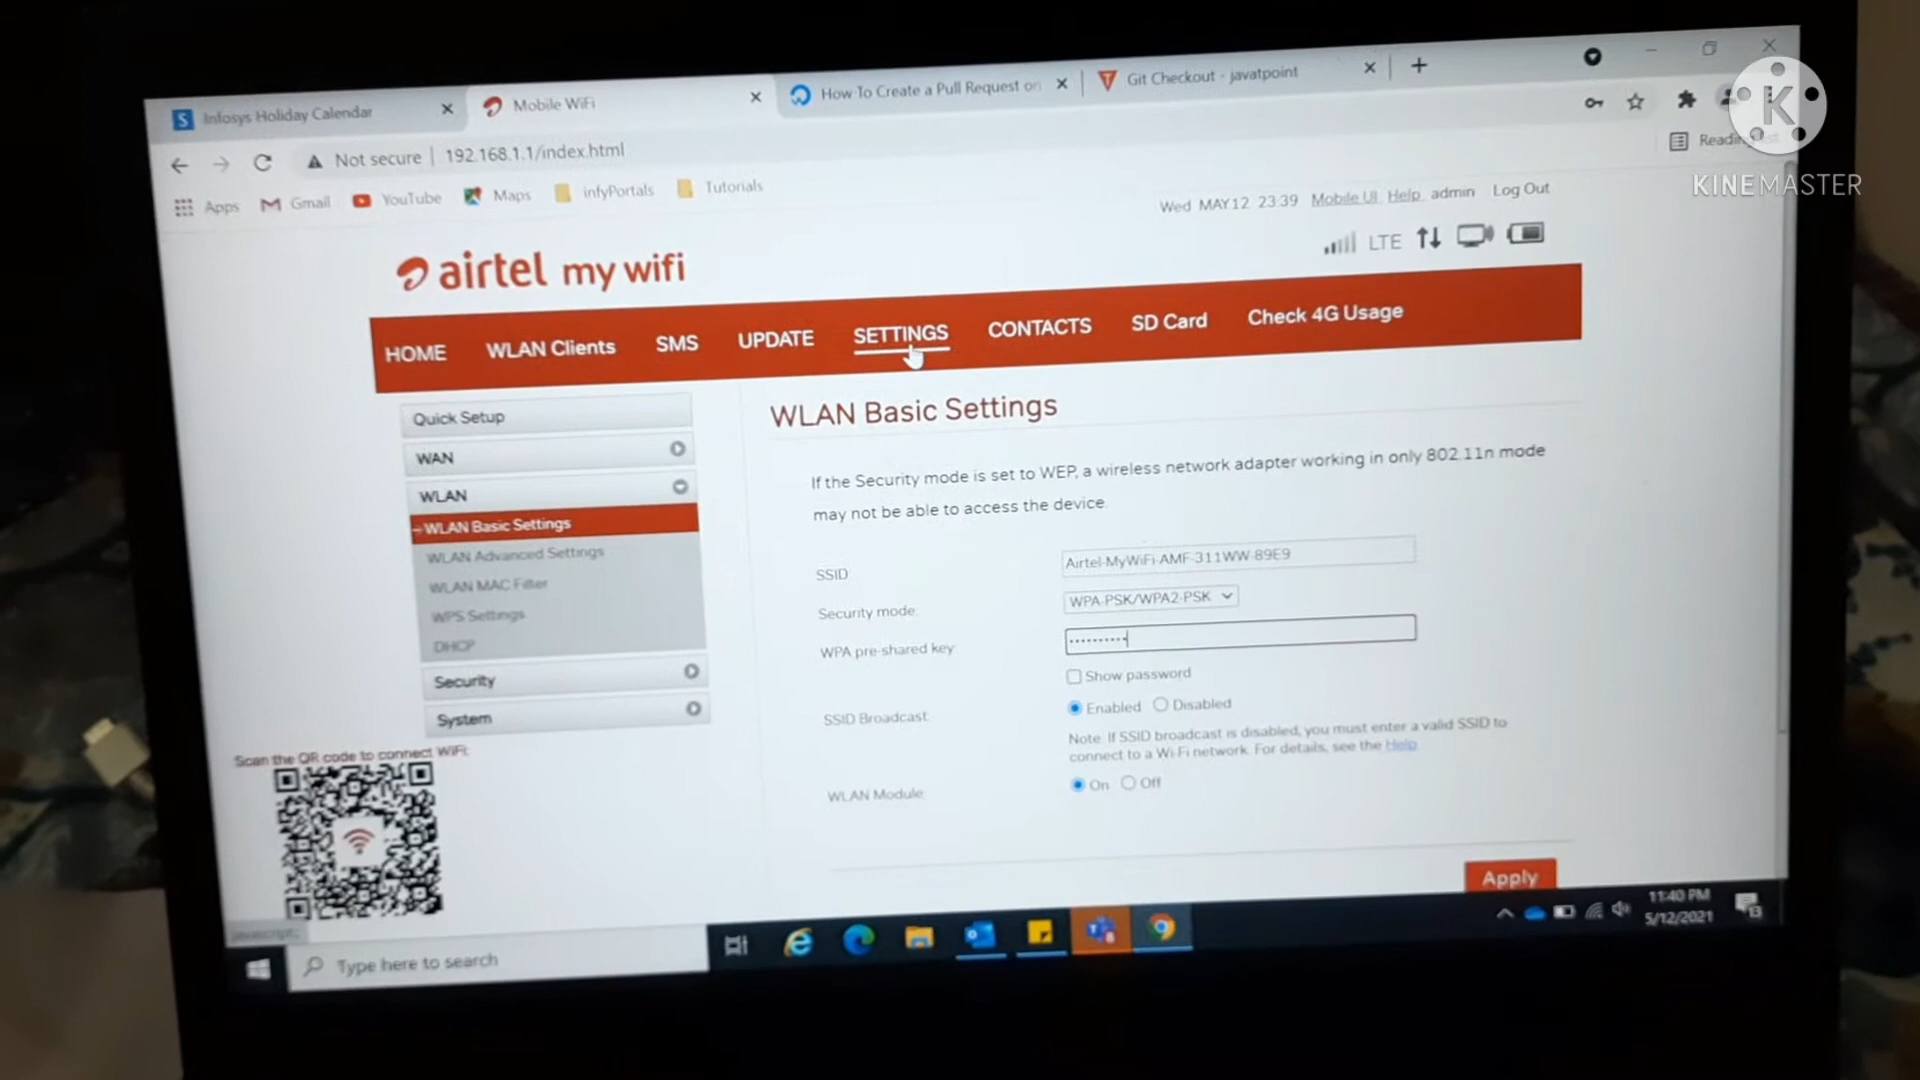 Infosys Holiday Calendar
Mobile WiFi
How To Create a Pull Request on
Git Checkout - javatpoint
Not secure
192.168.1.1/index.html
Reading
KINEMASTER
Apps
Gmail
YouTube
Maps
infyPortals
Tutorials
Wed MAY12 23:39 Mobile UI Help admin Log Out
LTE
airtel my wifi
HOME WLAN Clients SMS UPDATE SETTINGS CONTACTS SD Card Check 4G Usage
Quick Setup
WAN
WLAN
– WLAN Basic Settings
WLAN Advanced Settings
WLAN MAC Filter
WPS Settings
DHCP
Security
System
Scan the QR code to connect WiFi:
WLAN Basic Settings
If the Security mode is set to WEP, a wireless network adapter working in only 802.11n mode
may not be able to access the device.
SSID Airtel-MyWiFi-AMF-311WW-89E9
Security mode: WPA-PSK/WPA2-PSK
WPA pre-shared key: ··········
Show password
SSID Broadcast: Enabled Disabled
Note: If SSID broadcast is disabled, you must enter a valid SSID to
connect to a Wi-Fi network. For details, see the Help.
WLAN Module: On Off
Apply
Type here to search
11:40 PM
5/12/2021